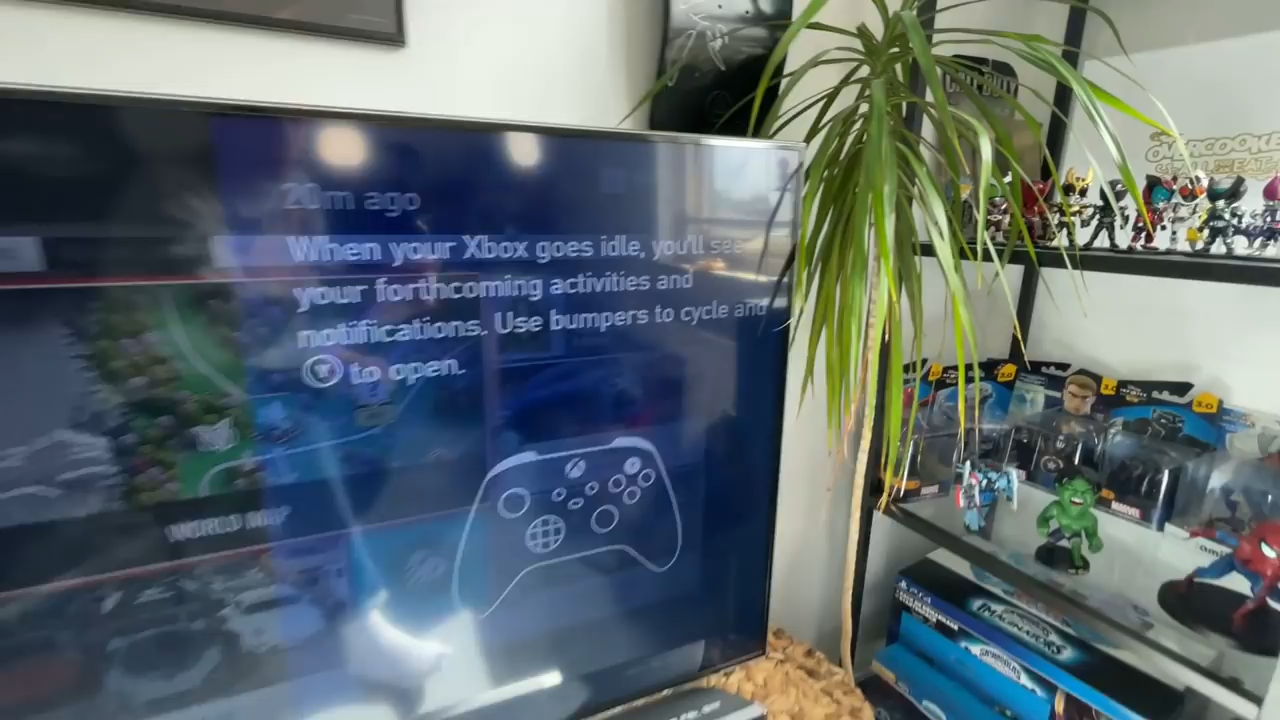 20m ago
When your Xbox goes idle, you'll see
your forthcoming activities and
notifications. Use bumpers to cycle and
to open.
WORLD MAP
CALL OF DUTY
OVERCOOKED
ALL YOU CAN EAT
3.0
3.0
3.0
MARVEL
PS4
SKYLANDERS
IMAGINATORS
SKYLANDERS